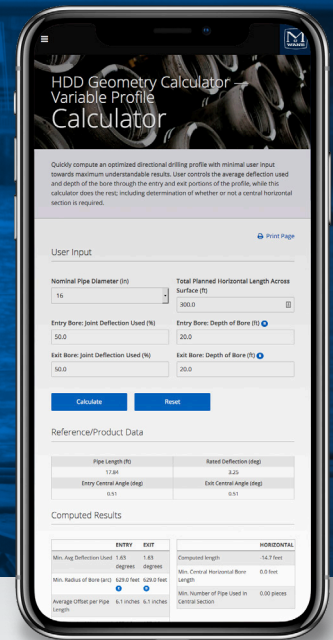 M
WANE
HDD Geometry Calculator —
Variable Profile
Calculator
Quickly compute an optimized directional drilling profile with minimal user input
towards maximum understandable results. User controls the average deflection used
and depth of the bore through the entry and exit portions of the profile, while this
calculator does the rest; including determination of whether or not a central horizontal
section is required.
Print Page
User Input
Nominal Pipe Diameter (in)
16
Total Planned Horizontal Length Across
Surface (ft)
300.0
Entry Bore: Joint Deflection Used (%)
50.0
Entry Bore: Depth of Bore (ft)
20.0
Exit Bore: Joint Deflection Used (%)
50.0
Exit Bore: Depth of Bore (ft)
20.0
Calculate
Reset
Reference/Product Data
Pipe Length (ft) Rated Deflection (deg)
17.84 3.25
Entry Central Angle (deg) Exit Central Angle (deg)
0.51 0.51
Computed Results
ENTRY EXIT
Min. Avg Deflection Used 1.63 1.63
degrees degrees
Min. Radius of Bore (arc) 629.0 feet 629.0 feet
Average Offset per Pipe 6.1 inches 6.1 inches
Length
HORIZONTAL
Computed length -14.7 feet
Min. Central Horizontal Bore 0.0 feet
Length
Min. Number of Pipe Used in 0.00 pieces
Central Section